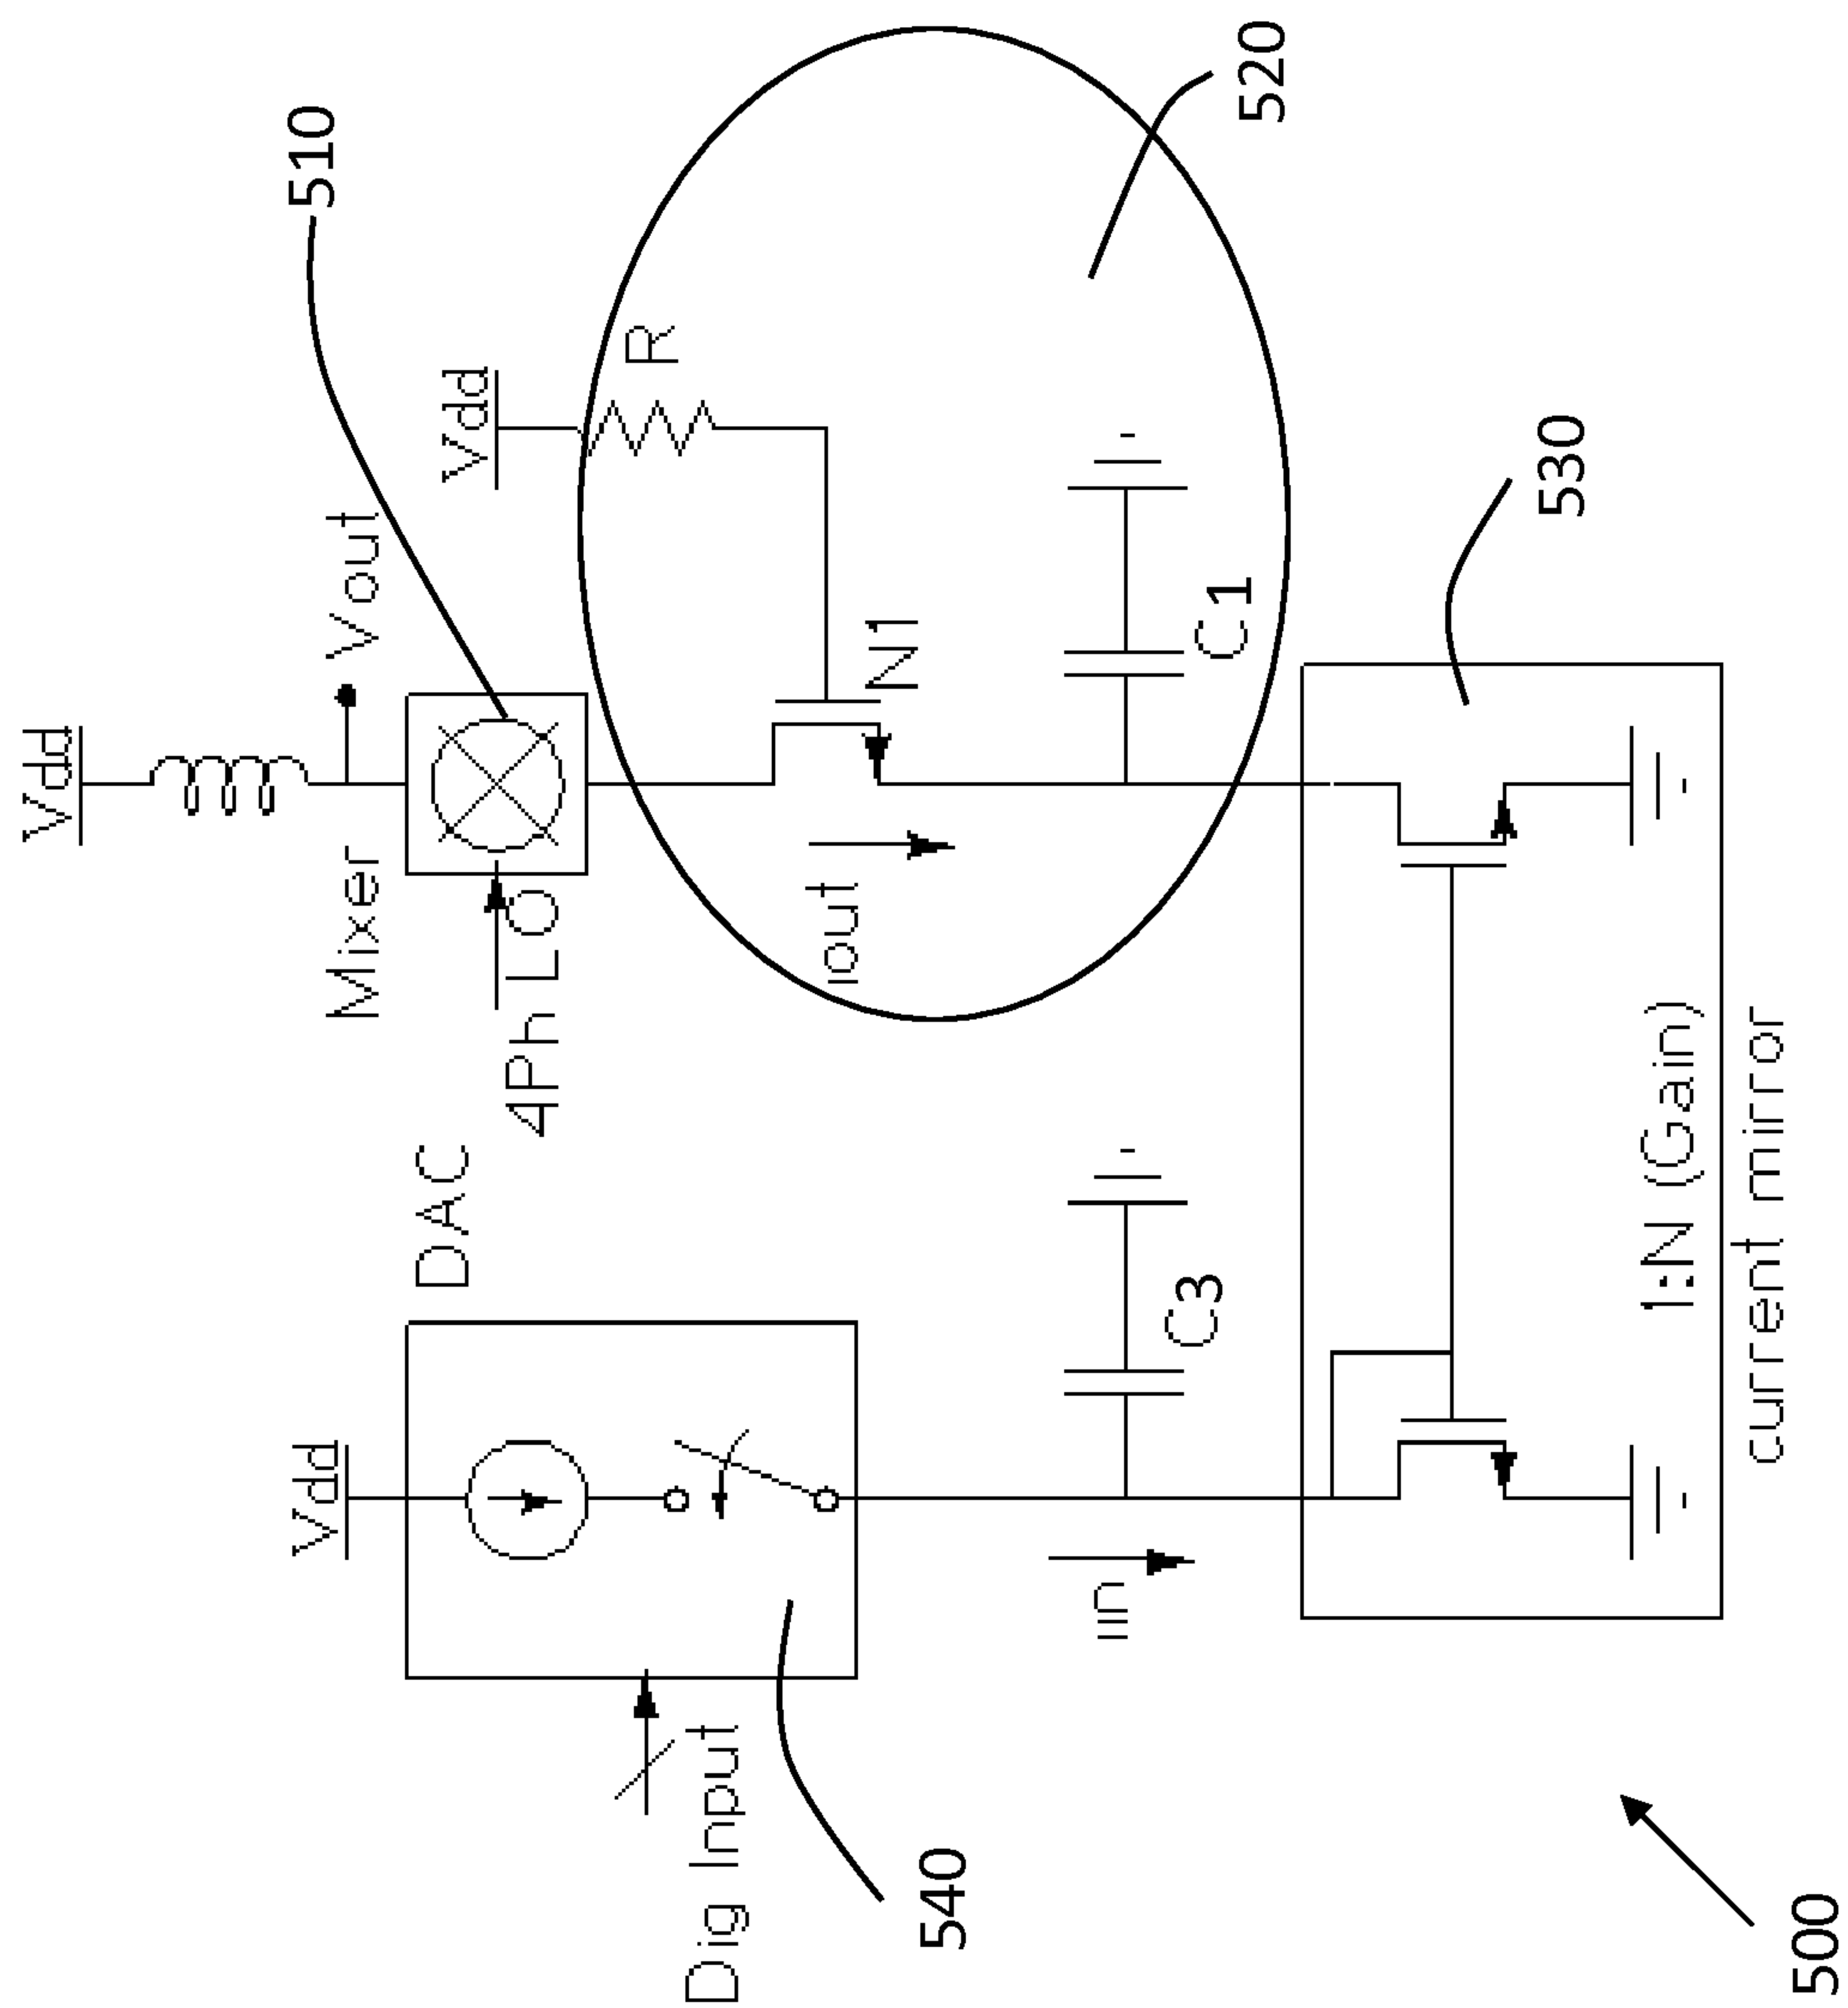 510
520
Vdd
Vout
Vdd
R
Mixer
4Ph LO
N1
Iout
C1
530
DAC
Vdd
Dig Input
540
C3
Iin
1:N (Gain)
current mirror
500